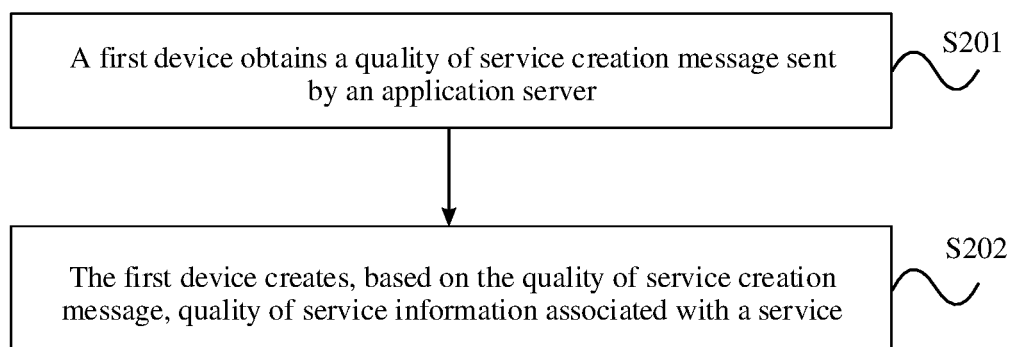 A first device obtains a quality of service creation message sent
by an application server
S201
The first device creates, based on the quality of service creation
message, quality of service information associated with a service
S202